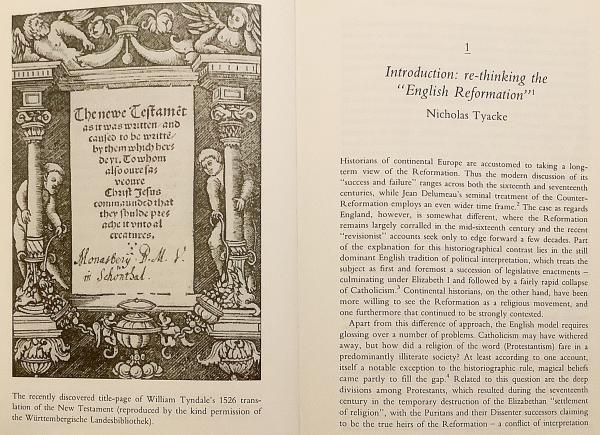 The newe Testamẽt
as it was written / and
caused to be writtẽ /
by them which her
de yt. To whom
also oure sa
veoure
Christ Jesus
commaunded that
they shulde pre
ache it vnto al
creatures.
Monastery B. M. V.
in Schönthal.
The recently discovered title-page of William Tyndale's 1526 trans-
lation of the New Testament (reproduced by the kind permission of
the Württembergische Landesbibliothek).
1
Introduction: re-thinking the
"English Reformation"1
Nicholas Tyacke
Historians of continental Europe are accustomed to taking a long-
term view of the Reformation. Thus the modern discussion of its
"success and failure" ranges across both the sixteenth and seventeenth
centuries, while Jean Delumeau's seminal treatment of the Counter-
Reformation employs an even wider time frame.2 The case as regards
England, however, is somewhat different, where the Reformation
remains largely corralled in the mid-sixteenth century and the recent
"revisionist" accounts seek only to edge forward a few decades. Part
of the explanation for this historiographical contrast lies in the still
dominant English tradition of political interpretation, which treats the
subject as first and foremost a succession of legislative enactments –
culminating under Elizabeth I and followed by a fairly rapid collapse
of Catholicism.3 Continental historians, on the other hand, have been
more willing to see the Reformation as a religious movement, and
one furthermore that continued to be strongly contested.
Apart from this difference of approach, the English model requires
glossing over a number of problems. Catholicism may have withered
away, but how did a religion of the word (Protestantism) fare in a
predominantly illiterate society? At least according to one account,
itself a notable exception to the historiographic rule, magical beliefs
came partly to fill the gap.4 Related to this question are the deep
divisions among Protestants, which resulted during the seventeenth
century in the temporary destruction of the Elizabethan "settlement
of religion", with the Puritans and their Dissenter successors claiming
to be the true heirs of the Reformation – a conflict of interpretation